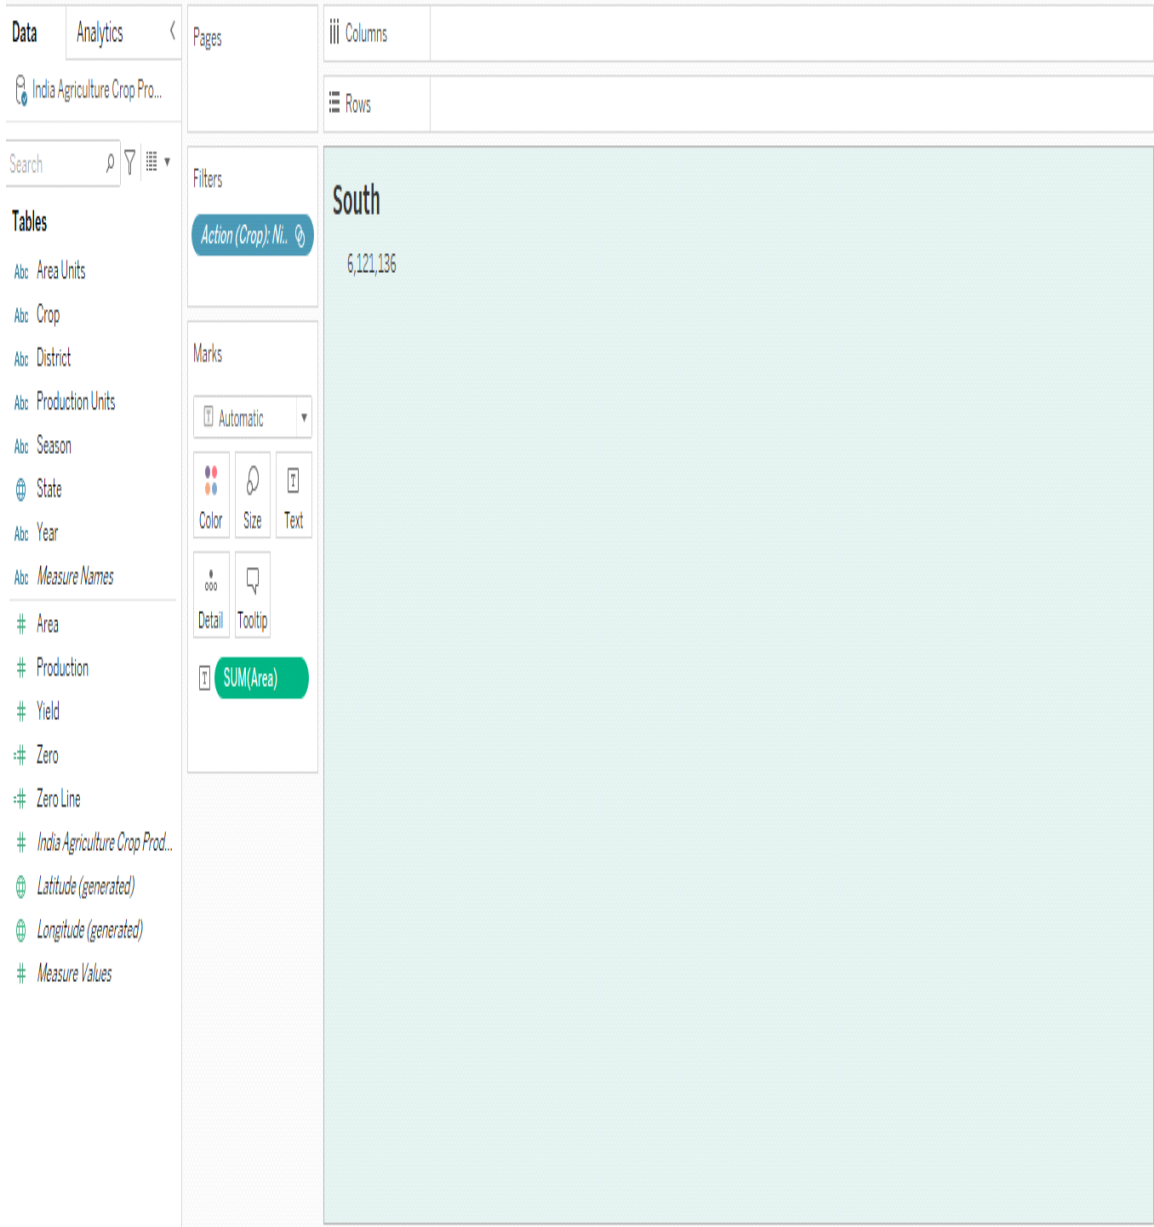 Data
Analytics
India Agriculture Crop Pro...
Search
Tables
Abc Area Units
Abc Crop
Abc District
Abc Production Units
Abc Season
State
Abc Year
Abc Measure Names
# Area
# Production
# Yield
=# Zero
=# Zero Line
# India Agriculture Crop Prod...
Latitude (generated)
Longitude (generated)
# Measure Values
Pages
Filters
Action (Crop): Ni..
Marks
T Automatic
Color
Size
T
Text
Detail
Tooltip
T SUM(Area)
Columns
Rows
South
6,121,136